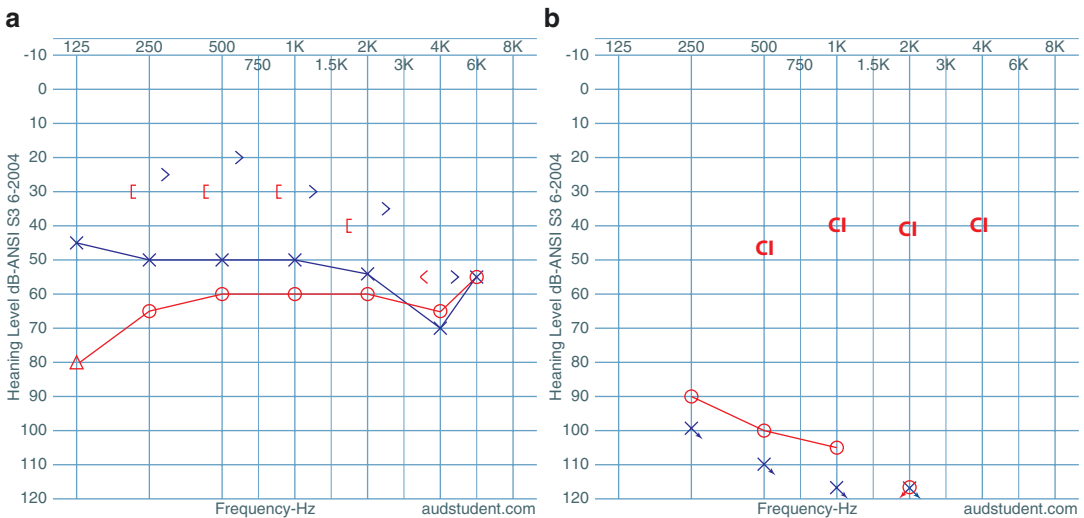 a
125 250 500 1K 2K 4K 8K
750 1.5K 3K 6K
-10
0
10
20
30
40
50
60
70
80
90
100
110
120
Heaning Level dB-ANSI S3 6-2004
Frequency-Hz audstudent.com
b
125 250 500 1K 2K 4K 8K
750 1.5K 3K 6K
-10
0
10
20
30
40
50
60
70
80
90
100
110
120
Heaning Level dB-ANSI S3 6-2004
CI CI CI CI
Frequency-Hz audstudent.com